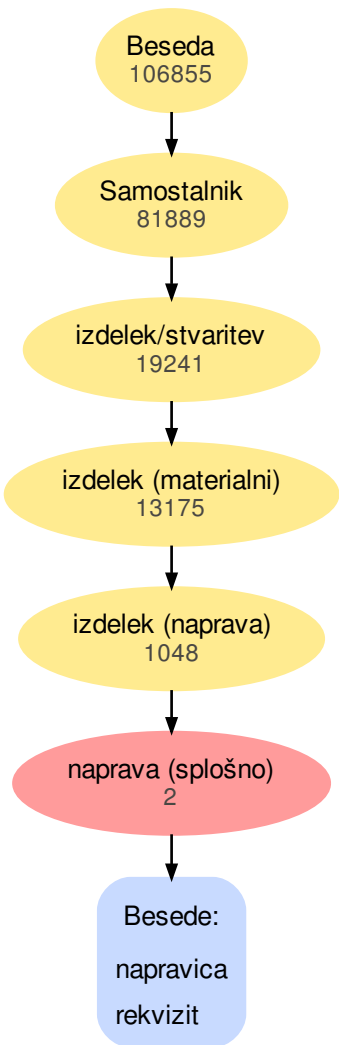 Beseda
106855
Samostalnik
81889
izdelek/stvaritev
19241
izdelek (materialni)
13175
izdelek (naprava)
1048
naprava (splošno)
2
Besede:
napravica
rekvizit